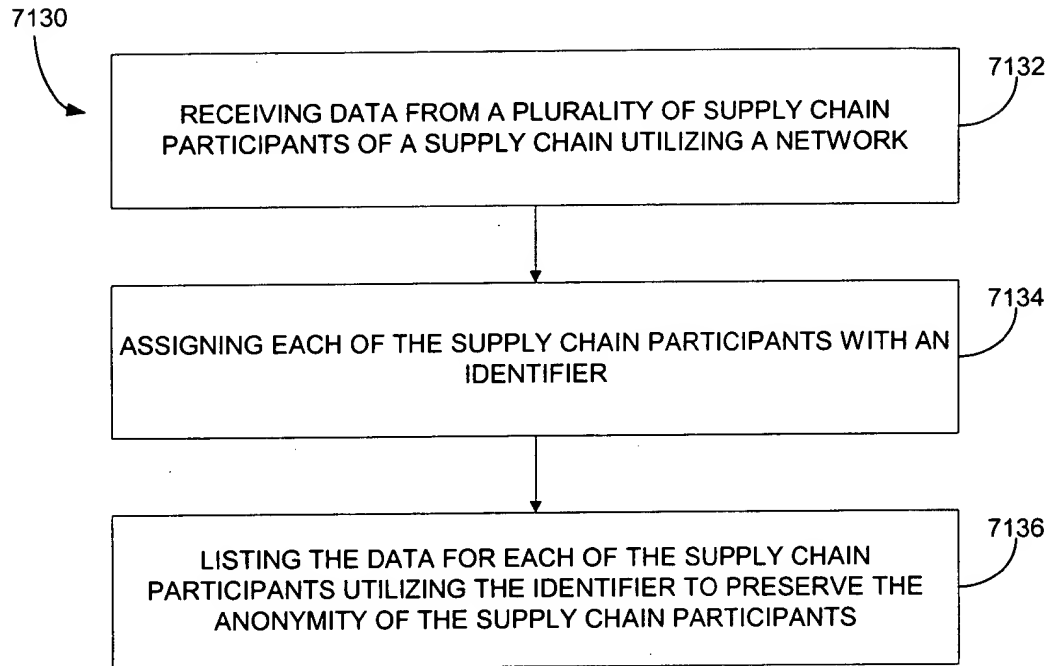 7130
7132
RECEIVING DATA FROM A PLURALITY OF SUPPLY CHAIN
PARTICIPANTS OF A SUPPLY CHAIN UTILIZING A NETWORK
7134
ASSIGNING EACH OF THE SUPPLY CHAIN PARTICIPANTS WITH AN
IDENTIFIER
7136
LISTING THE DATA FOR EACH OF THE SUPPLY CHAIN
PARTICIPANTS UTILIZING THE IDENTIFIER TO PRESERVE THE
ANONYMITY OF THE SUPPLY CHAIN PARTICIPANTS